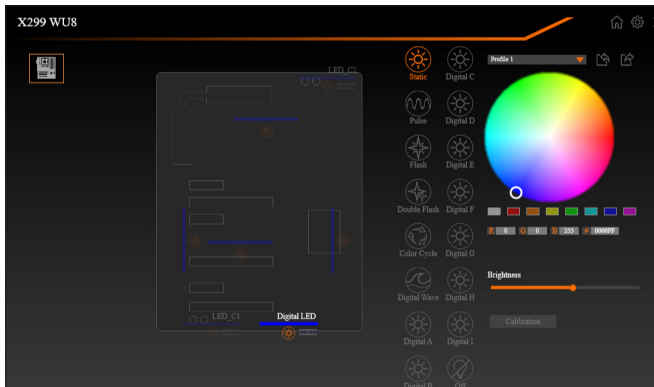 X299 WU8
LED_C2
LED_C1
Digital LED
Static
Digital C
Pulse
Digital D
Flash
Digital E
Double Flash
Digital F
Color Cycle
Digital G
Digital Wave
Digital H
Digital A
Digital I
Digital B
Off
Profile 1
R 0 G 0 B 255 # 0000FF
Brightness
Calibration